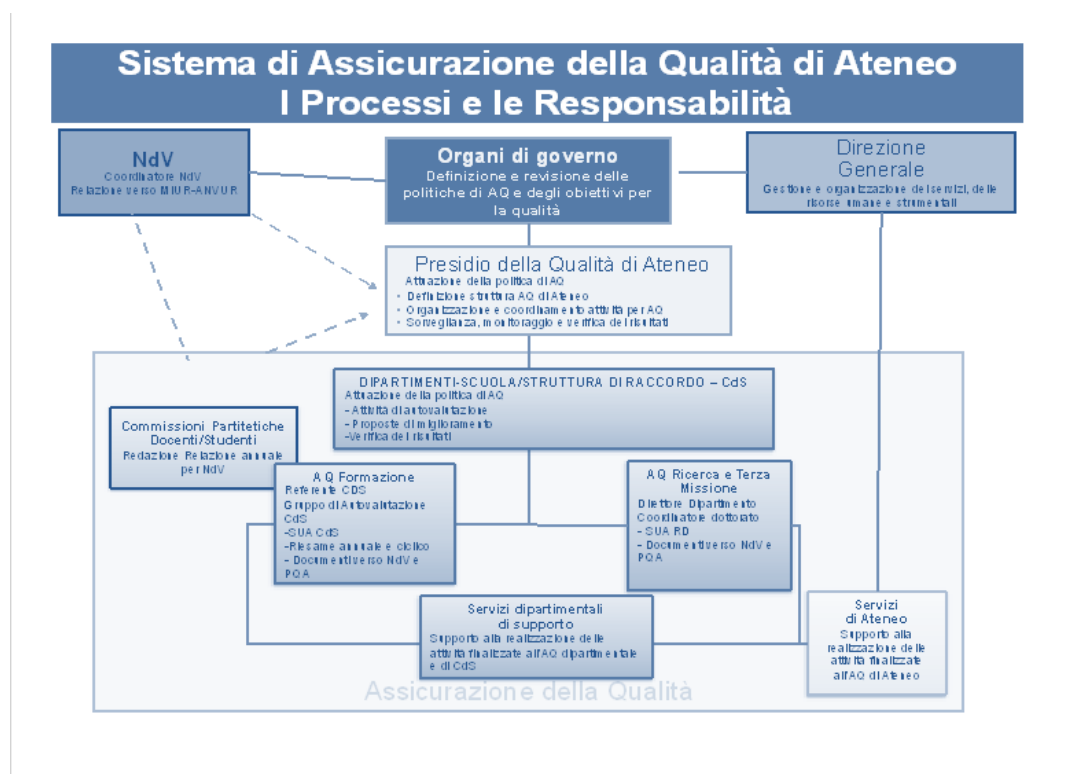 Sistema di Assicurazione della Qualità di Ateneo
I Processi e le Responsabilità
NdV
Coordinatore NdV
Relazione verso MIUR-ANVUR
Organi di governo
Definizione e revisione delle
politiche di AQ e degli obiettivi per
la qualità
Direzione
Generale
Gestione e organizzazione dei servizi, delle
risorse umane e strumentali
Presidio della Qualità di Ateneo
Attuazione della politica di AQ
• Definizione struttura AQ di Ateneo
• Organizzazione e coordinamento attività per AQ
• Sorveglianza, monitoraggio e verifica dei risultati
DIPARTIMENTI-SCUOLA/STRUTTURA DI RACCORDO – CdS
Attuazione della politica di AQ
- Attività di autovalutazione
- Proposte di miglioramento
-Verifica dei risultati
Commissioni Partitetiche
Docenti/Studenti
Redazione Relazione annuale
per NdV
AQ Formazione
Referente CDS
Gruppo di Autovalutazione
CdS
-SUA CdS
-Riesame annuale e ciclico
- Documenti verso NdV e
PQA
AQ Ricerca e Terza
Missione
Direttore Dipartimento
Coordinatore dottorato
- SUA RD
- Documenti verso NdV e
PQA
Servizi dipartimentali
di supporto
Supporto alla realizzazione delle
attività finalizzate all'AQ dipartimentale
e di CdS
Servizi
di Ateneo
Supporto alla
realizzazione delle
attività finalizzate
all'AQ di Ateneo
Assicurazione della Qualità